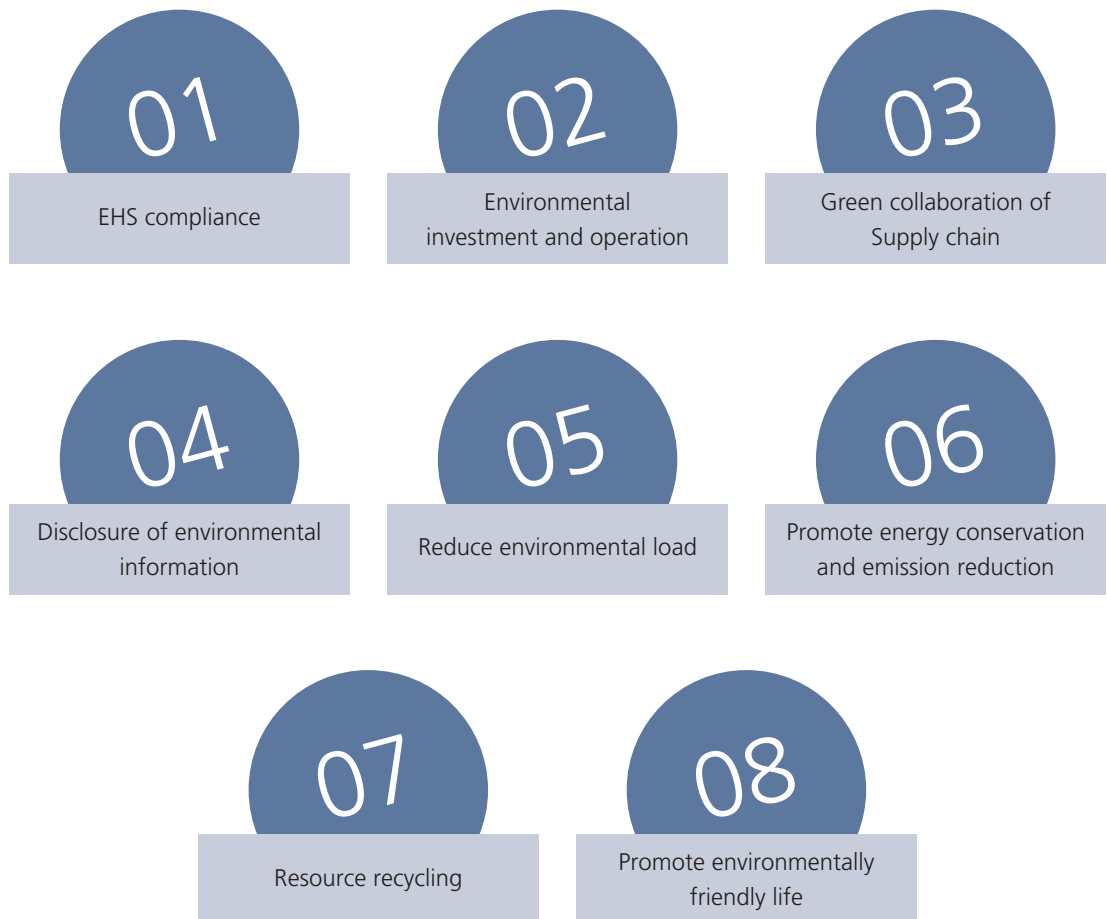 01
EHS compliance
02
Environmental
investment and operation
03
Green collaboration of
Supply chain
04
Disclosure of environmental
information
05
Reduce environmental load
06
Promote energy conservation
and emission reduction
07
Resource recycling
08
Promote environmentally
friendly life